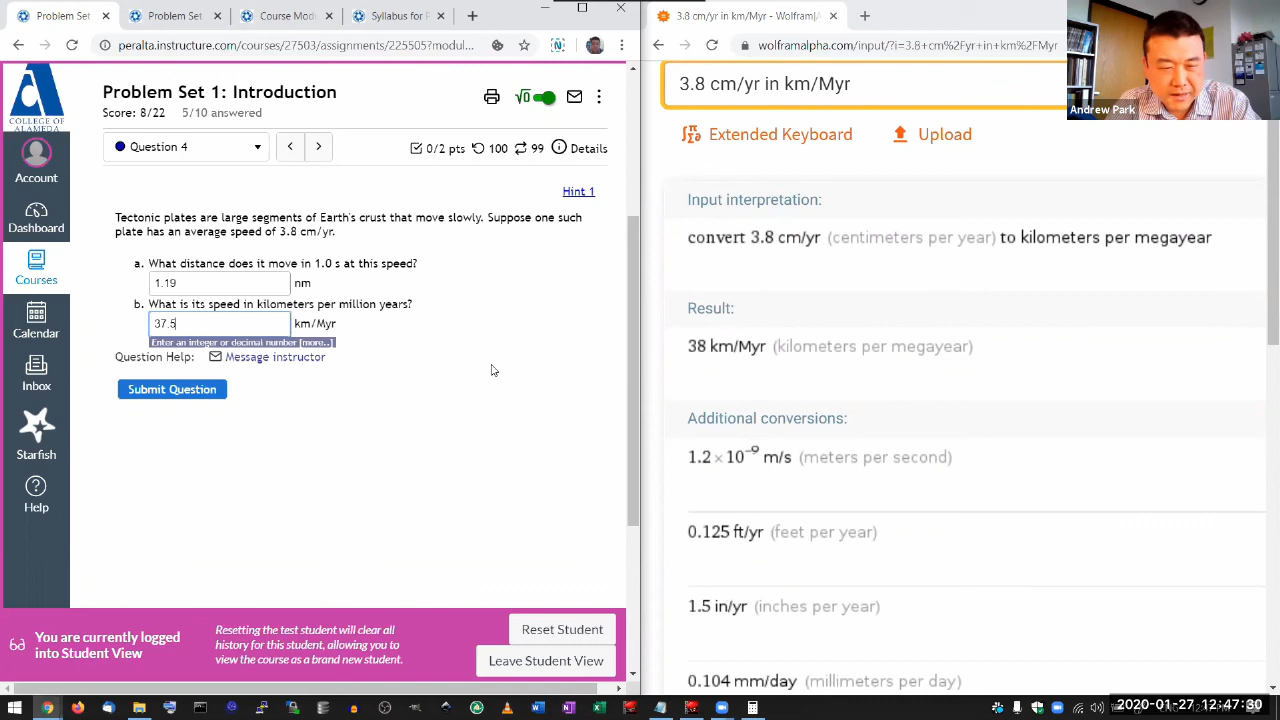 Course Mo
Syllabus for F
3.8 cm/yr in km/Myr - Wolfram|A
peralta.instructure.com/courses/27503/assignments/2255057?modul...
wolframalpha.com/input/?i=3.8+cm%2Fyr+in+km%2FMyr
COLLEGE OF
ALAMEDA
Account
Dashboard
Courses
Calendar
Inbox
Starfish
Help
Problem Set 1: Introduction
Score: 8/22 5/10 answered
√0
Question 4
0/2 pts 100 99 Details
Hint 1
Tectonic plates are large segments of Earth's crust that move slowly. Suppose one such
plate has an average speed of 3.8 cm/yr.
a. What distance does it move in 1.0 s at this speed?
1.19 nm
b. What is its speed in kilometers per million years?
37.5 km/Myr
Enter an integer or decimal number [more..]
Question Help: Message instructor
Submit Question
You are currently logged
into Student View
Resetting the test student will clear all
history for this student, allowing you to
view the course as a brand new student.
Reset Student
Leave Student View
3.8 cm/yr in km/Myr
Extended Keyboard
Upload
Input interpretation:
convert 3.8 cm/yr (centimeters per year) to kilometers per megayear
Result:
38 km/Myr (kilometers per megayear)
Additional conversions:
1.2 × 10⁻⁹ m/s (meters per second)
0.125 ft/yr (feet per year)
1.5 in/yr (inches per year)
0.104 mm/day (millimeters per day)
Andrew Park
2020-01-27 12:47:30